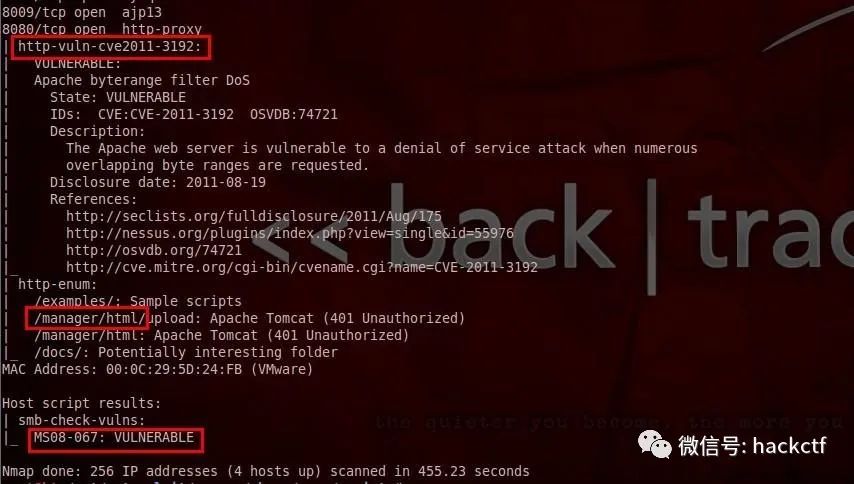 8009/tcp open  ajp13
8080/tcp open  http-proxy
| http-vuln-cve2011-3192:
|   VULNERABLE:
|   Apache byterange filter DoS
|     State: VULNERABLE
|     IDs:  CVE:CVE-2011-3192  OSVDB:74721
|     Description:
|       The Apache web server is vulnerable to a denial of service attack when numerous
|       overlapping byte ranges are requested.
|     Disclosure date: 2011-08-19
|     References:
|       http://seclists.org/fulldisclosure/2011/Aug/175
|       http://nessus.org/plugins/index.php?view=single&id=55976
|       http://osvdb.org/74721
|_      http://cve.mitre.org/cgi-bin/cvename.cgi?name=CVE-2011-3192
<< back | trac
| http-enum:
|   /examples/: Sample scripts
|   /manager/html/upload: Apache Tomcat (401 Unauthorized)
|   /manager/html: Apache Tomcat (401 Unauthorized)
|_  /docs/: Potentially interesting folder
MAC Address: 00:0C:29:5D:24:FB (VMware)
Host script results:
| smb-check-vulns:
|_  MS08-067: VULNERABLE
the quieter you become, the more you
微信号: hackctf
Nmap done: 256 IP addresses (4 hosts up) scanned in 455.23 seconds